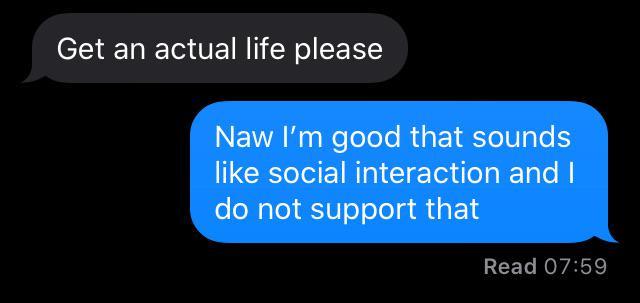 Get an actual life please
Naw I’m good that sounds
like social interaction and I
do not support that
Read 07:59